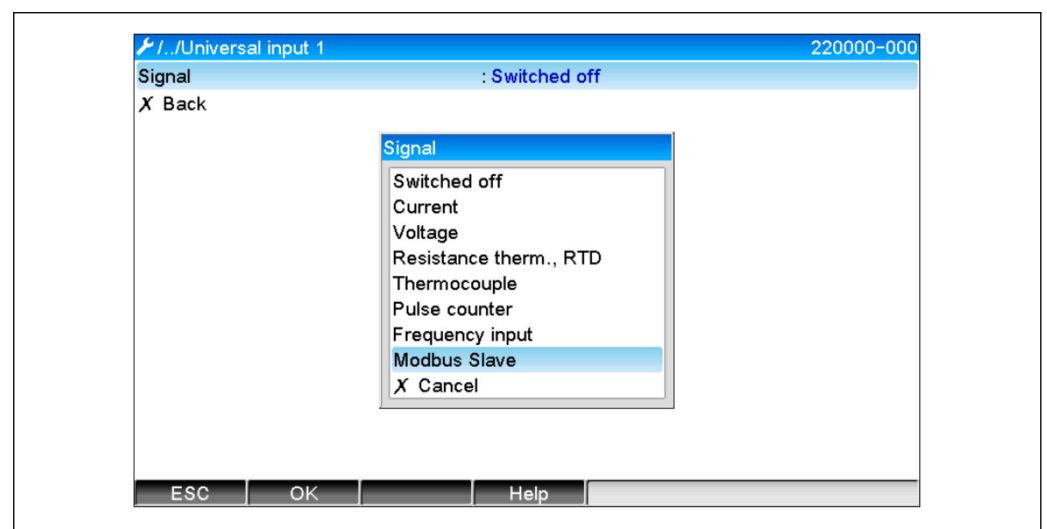 /../Universal input 1 220000-000
Signal : Switched off
X Back
Signal
Switched off
Current
Voltage
Resistance therm., RTD
Thermocouple
Pulse counter
Frequency input
Modbus Slave
X Cancel
ESC OK Help